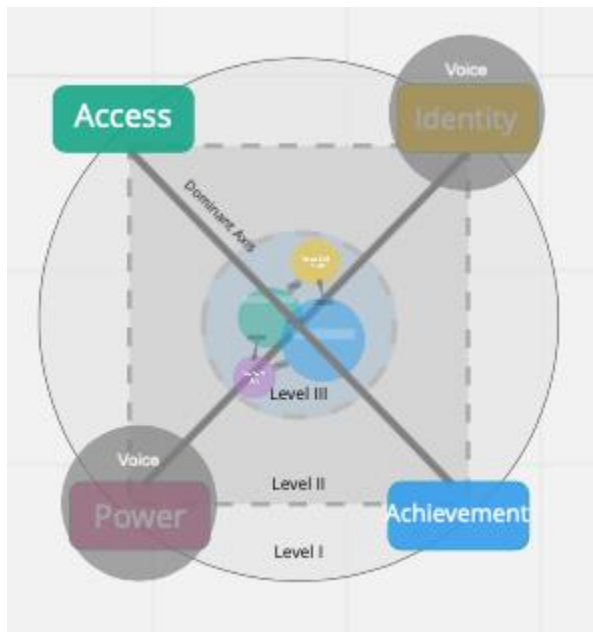 Voice
Access
Identity
Dominant Axis
Level III
Voice
Level II
Power
Achievement
Level I